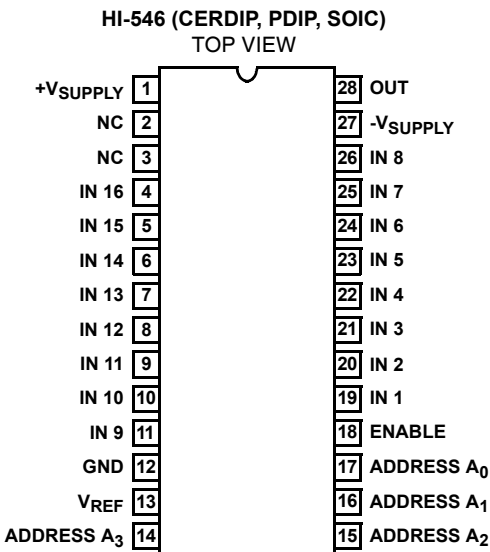 HI-546 (CERDIP, PDIP, SOIC)
TOP VIEW
+VSUPPLY 1 28 OUT
NC 2 27 -VSUPPLY
NC 3 26 IN 8
IN 16 4 25 IN 7
IN 15 5 24 IN 6
IN 14 6 23 IN 5
IN 13 7 22 IN 4
IN 12 8 21 IN 3
IN 11 9 20 IN 2
IN 10 10 19 IN 1
IN 9 11 18 ENABLE
GND 12 17 ADDRESS A0
VREF 13 16 ADDRESS A1
ADDRESS A3 14 15 ADDRESS A2